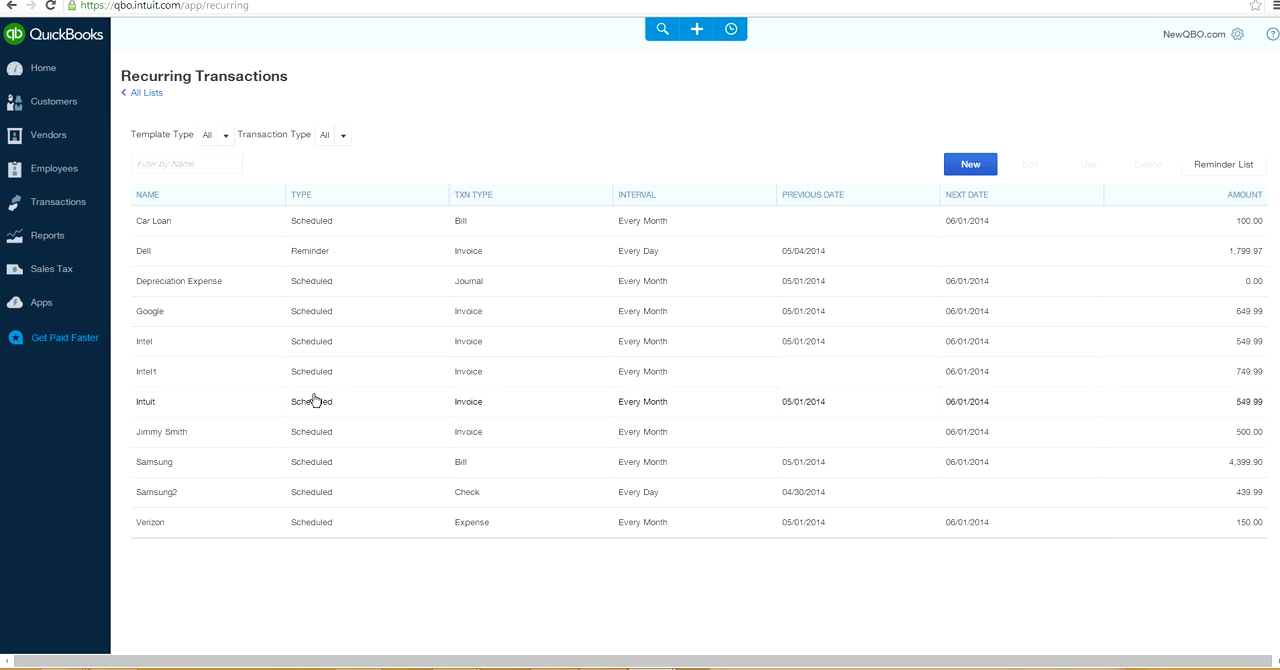 https://qbo.intuit.com/app/recurring
qb QuickBooks
NewQBO.com
Home
Customers
Vendors
Employees
Transactions
Reports
Sales Tax
Apps
Get Paid Faster
Recurring Transactions
All Lists
Template Type All Transaction Type All
Filter by Name
New Edit Use Delete Reminder List
NAME TYPE TXN TYPE INTERVAL PREVIOUS DATE NEXT DATE AMOUNT
Car Loan Scheduled Bill Every Month 06/01/2014 100.00
Dell Reminder Invoice Every Day 05/04/2014 1,799.97
Depreciation Expense Scheduled Journal Every Month 05/01/2014 06/01/2014 0.00
Google Scheduled Invoice Every Month 05/01/2014 06/01/2014 649.99
Intel Scheduled Invoice Every Month 05/01/2014 06/01/2014 549.99
Intel1 Scheduled Invoice Every Month 06/01/2014 749.99
Intuit Scheduled Invoice Every Month 05/01/2014 06/01/2014 549.99
Jimmy Smith Scheduled Invoice Every Month 06/01/2014 500.00
Samsung Scheduled Bill Every Month 05/01/2014 06/01/2014 4,399.90
Samsung2 Scheduled Check Every Day 04/30/2014 439.99
Verizon Scheduled Expense Every Month 05/01/2014 06/01/2014 150.00